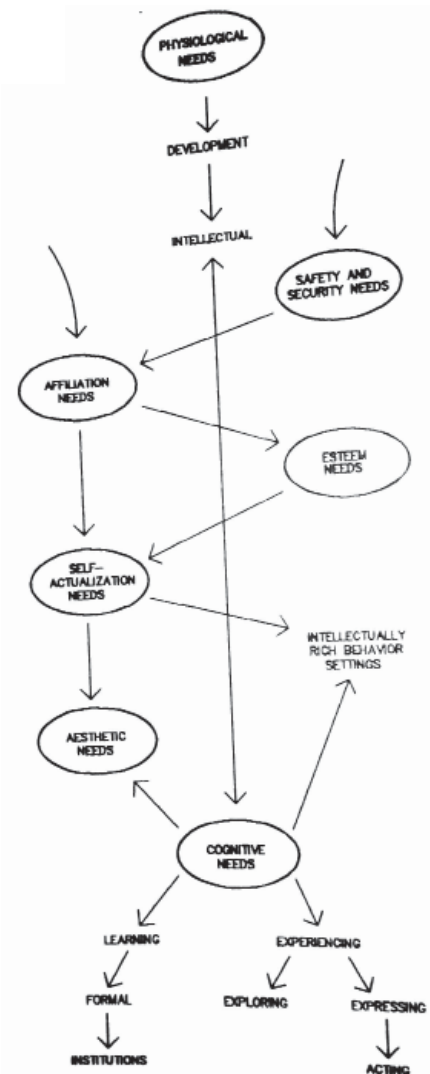 PHYSIOLOGICAL
NEEDS
DEVELOPMENT
INTELLECTUAL
SAFETY AND
SECURITY NEEDS
AFFILIATION
NEEDS
ESTEEM
NEEDS
SELF-
ACTUALIZATION
NEEDS
INTELLECTUALLY
RICH BEHAVIOR
SETTINGS
AESTHETIC
NEEDS
COGNITIVE
NEEDS
LEARNING
EXPERIENCING
FORMAL
EXPLORING
EXPRESSING
INSTITUTIONS
ACTING